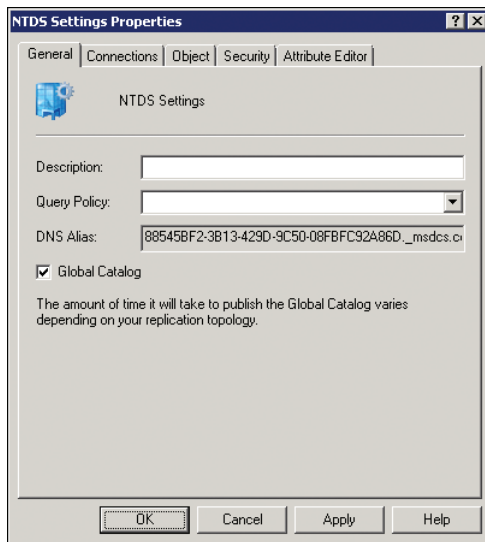 NTDS Settings Properties
General Connections Object Security Attribute Editor
NTDS Settings
Description:
Query Policy:
DNS Alias: 88545BF2-3B13-429D-9C50-08FBFC92A86D._msdcs.c
Global Catalog
The amount of time it will take to publish the Global Catalog varies
depending on your replication topology.
OK Cancel Apply Help